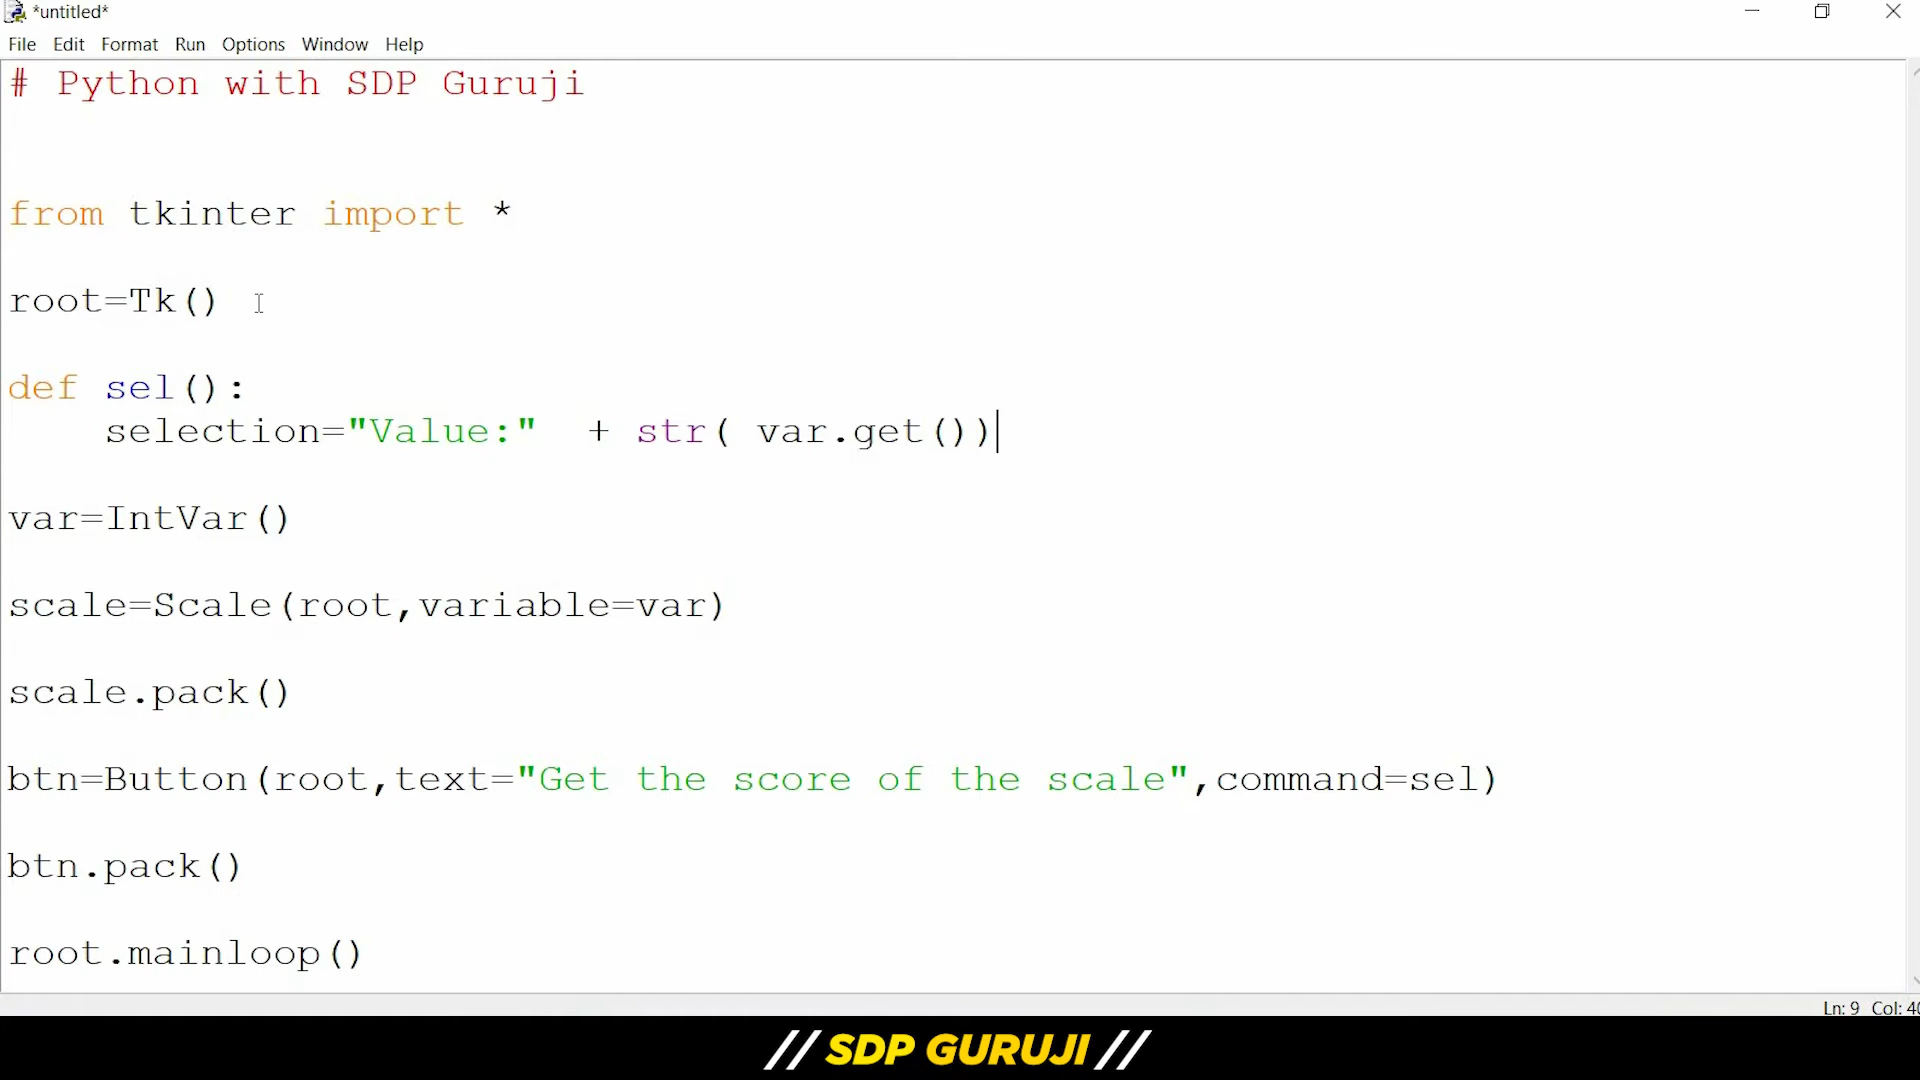 *untitled*
File Edit Format Run Options Window Help
# Python with SDP Guruji
from tkinter import *
root=Tk()
def sel():
    selection="Value:"  + str( var.get())
var=IntVar()
scale=Scale(root,variable=var)
scale.pack()
btn=Button(root,text="Get the score of the scale",command=sel)
btn.pack()
root.mainloop()
Ln: 9 Col: 40
// SDP GURUJI //